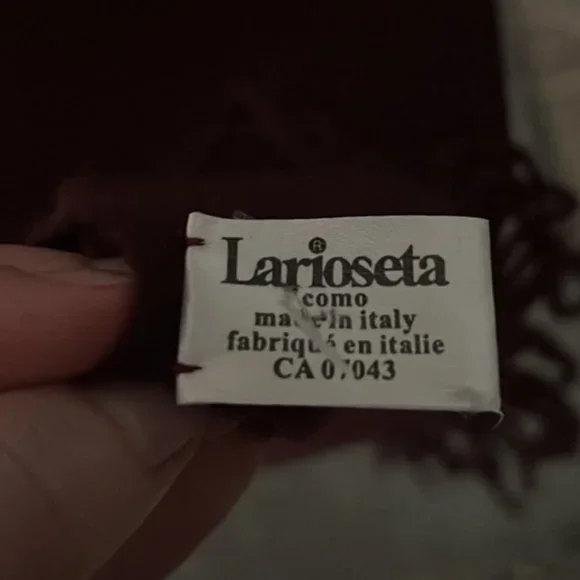 Larioseta®
como
made in italy
fabriqué en italie
CA 07043